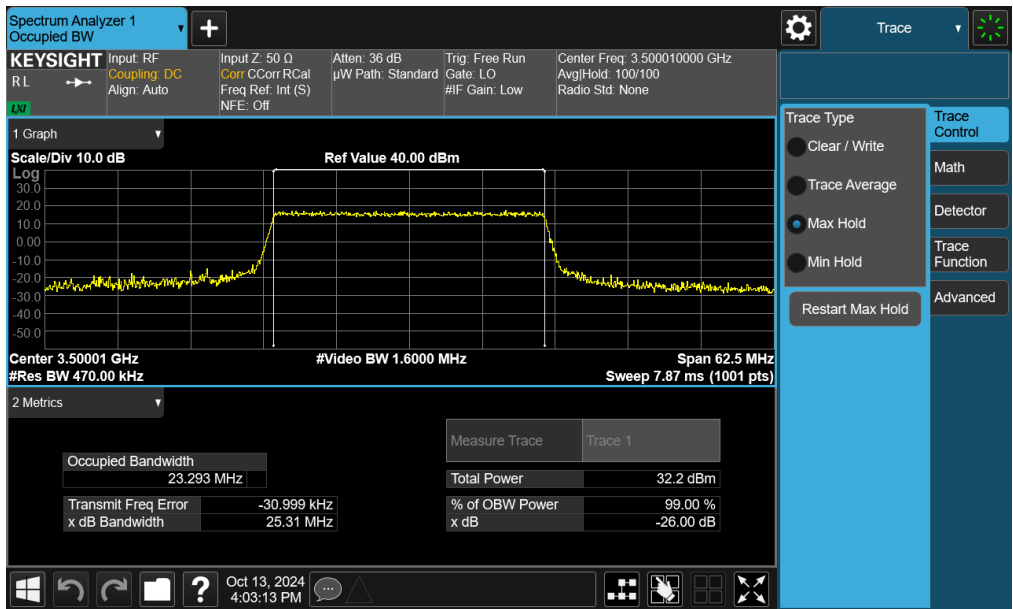 Spectrum Analyzer 1
Occupied BW
Trace
KEYSIGHT
R L
LXI
Input: RF
Coupling: DC
Align: Auto
Input Z: 50 Ω
Corr CCorr RCal
Freq Ref: Int (S)
NFE: Off
Atten: 36 dB
µW Path: Standard
Trig: Free Run
Gate: LO
#IF Gain: Low
Center Freq: 3.500010000 GHz
Avg|Hold: 100/100
Radio Std: None
1 Graph
Scale/Div 10.0 dB
Ref Value 40.00 dBm
Log
30.0
20.0
10.0
0.00
-10.0
-20.0
-30.0
-40.0
-50.0
Center 3.50001 GHz
#Video BW 1.6000 MHz
Span 62.5 MHz
#Res BW 470.00 kHz
Sweep 7.87 ms (1001 pts)
2 Metrics
Measure Trace
Trace 1
Occupied Bandwidth
23.293 MHz
Total Power
32.2 dBm
Transmit Freq Error
-30.999 kHz
% of OBW Power
99.00 %
x dB Bandwidth
25.31 MHz
x dB
-26.00 dB
Trace Type
Clear / Write
Trace Average
Max Hold
Min Hold
Restart Max Hold
Trace
Control
Math
Detector
Trace
Function
Advanced
?
Oct 13, 2024
4:03:13 PM